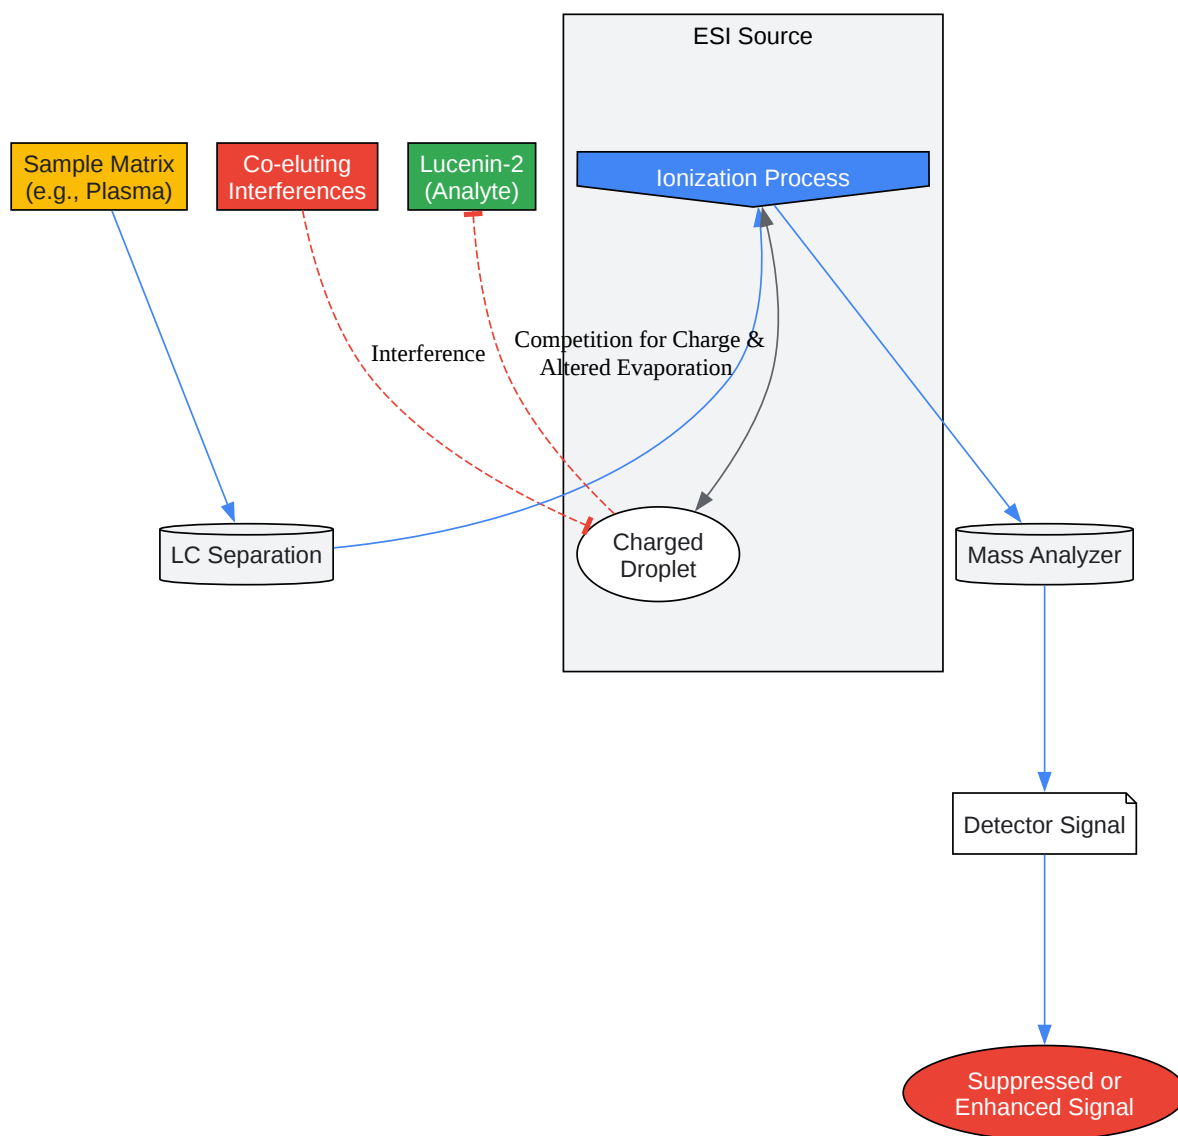 ESI Source
Sample Matrix
(e.g., Plasma)
Co-eluting
Interferences
Lucenin-2
(Analyte)
Ionization Process
Interference
Competition for Charge &
Altered Evaporation
LC Separation
Charged
Droplet
Mass Analyzer
Detector Signal
Suppressed or
Enhanced Signal